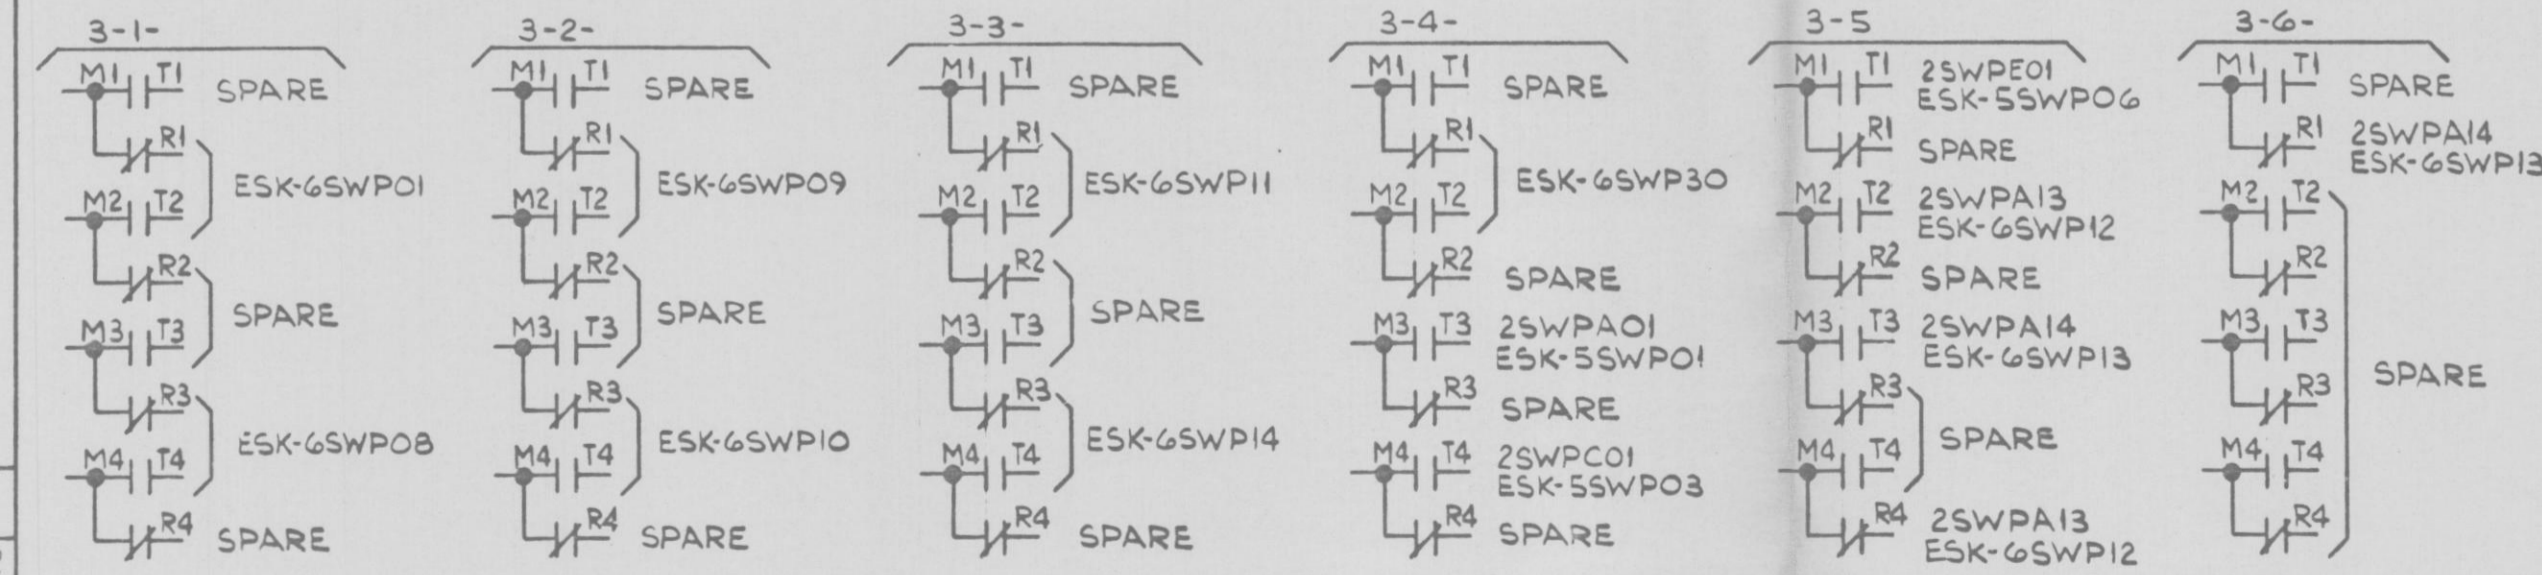 3-1-
M1 T1 SPARE
R1
ESK-6SWP01
M2 T2
R2
SPARE
M3 T3
R3
ESK-6SWP08
M4 T4
R4 SPARE
3-2-
M1 T1 SPARE
R1
ESK-6SWP09
M2 T2
R2
SPARE
M3 T3
R3
ESK-6SWP10
M4 T4
R4 SPARE
3-3-
M1 T1 SPARE
R1
ESK-6SWP11
M2 T2
R2
SPARE
M3 T3
R3
ESK-6SWP14
M4 T4
R4 SPARE
3-4-
M1 T1 SPARE
R1
ESK-6SWP30
M2 T2
R2 SPARE
M3 T3 2SWPA01
ESK-5SWP01
R3 SPARE
M4 T4 2SWPC01
ESK-5SWP03
R4 SPARE
3-5
M1 T1 2SWPE01
ESK-5SWP06
R1 SPARE
M2 T2 2SWPA13
ESK-6SWP12
R2 SPARE
M3 T3 2SWPA14
ESK-6SWP13
R3
SPARE
M4 T4
R4 2SWPA13
ESK-6SWP12
3-6-
M1 T1 SPARE
R1 2SWPA14
ESK-6SWP13
M2 T2
R2
M3 T3
SPARE
R3
M4 T4
R4